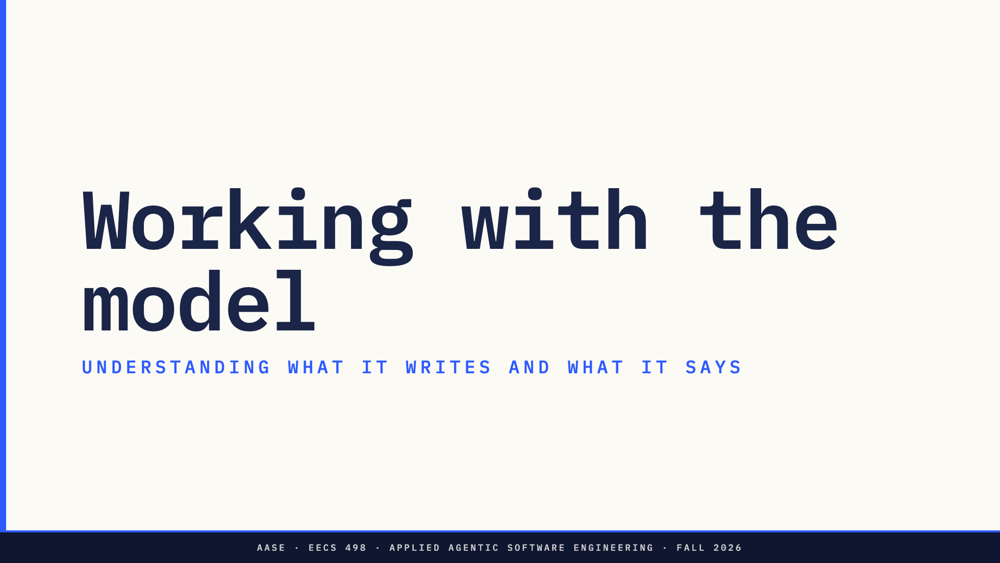 Working with the
model
UNDERSTANDING WHAT IT WRITES AND WHAT IT SAYS
AASE · EECS 498 · APPLIED AGENTIC SOFTWARE ENGINEERING · FALL 2026